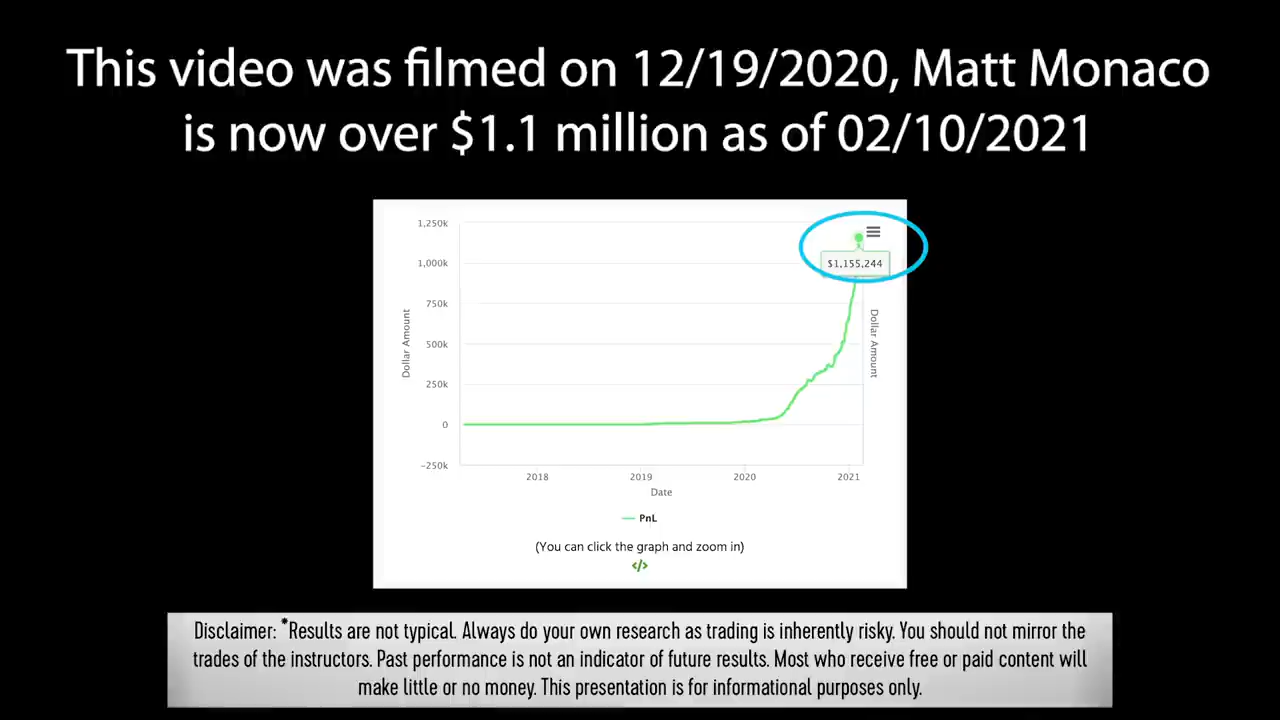 This video was filmed on 12/19/2020, Matt Monaco
is now over $1.1 million as of 02/10/2021
1,250k
$1,155,244
1,000k
750k
500k
250k
0
-250k
Dollar Amount
Dollar Amount
2018 2019 2020 2021
Date
PnL
(You can click the graph and zoom in)
</>
Disclaimer: *Results are not typical. Always do your own research as trading is inherently risky. You should not mirror the
trades of the instructors. Past performance is not an indicator of future results. Most who receive free or paid content will
make little or no money. This presentation is for informational purposes only.